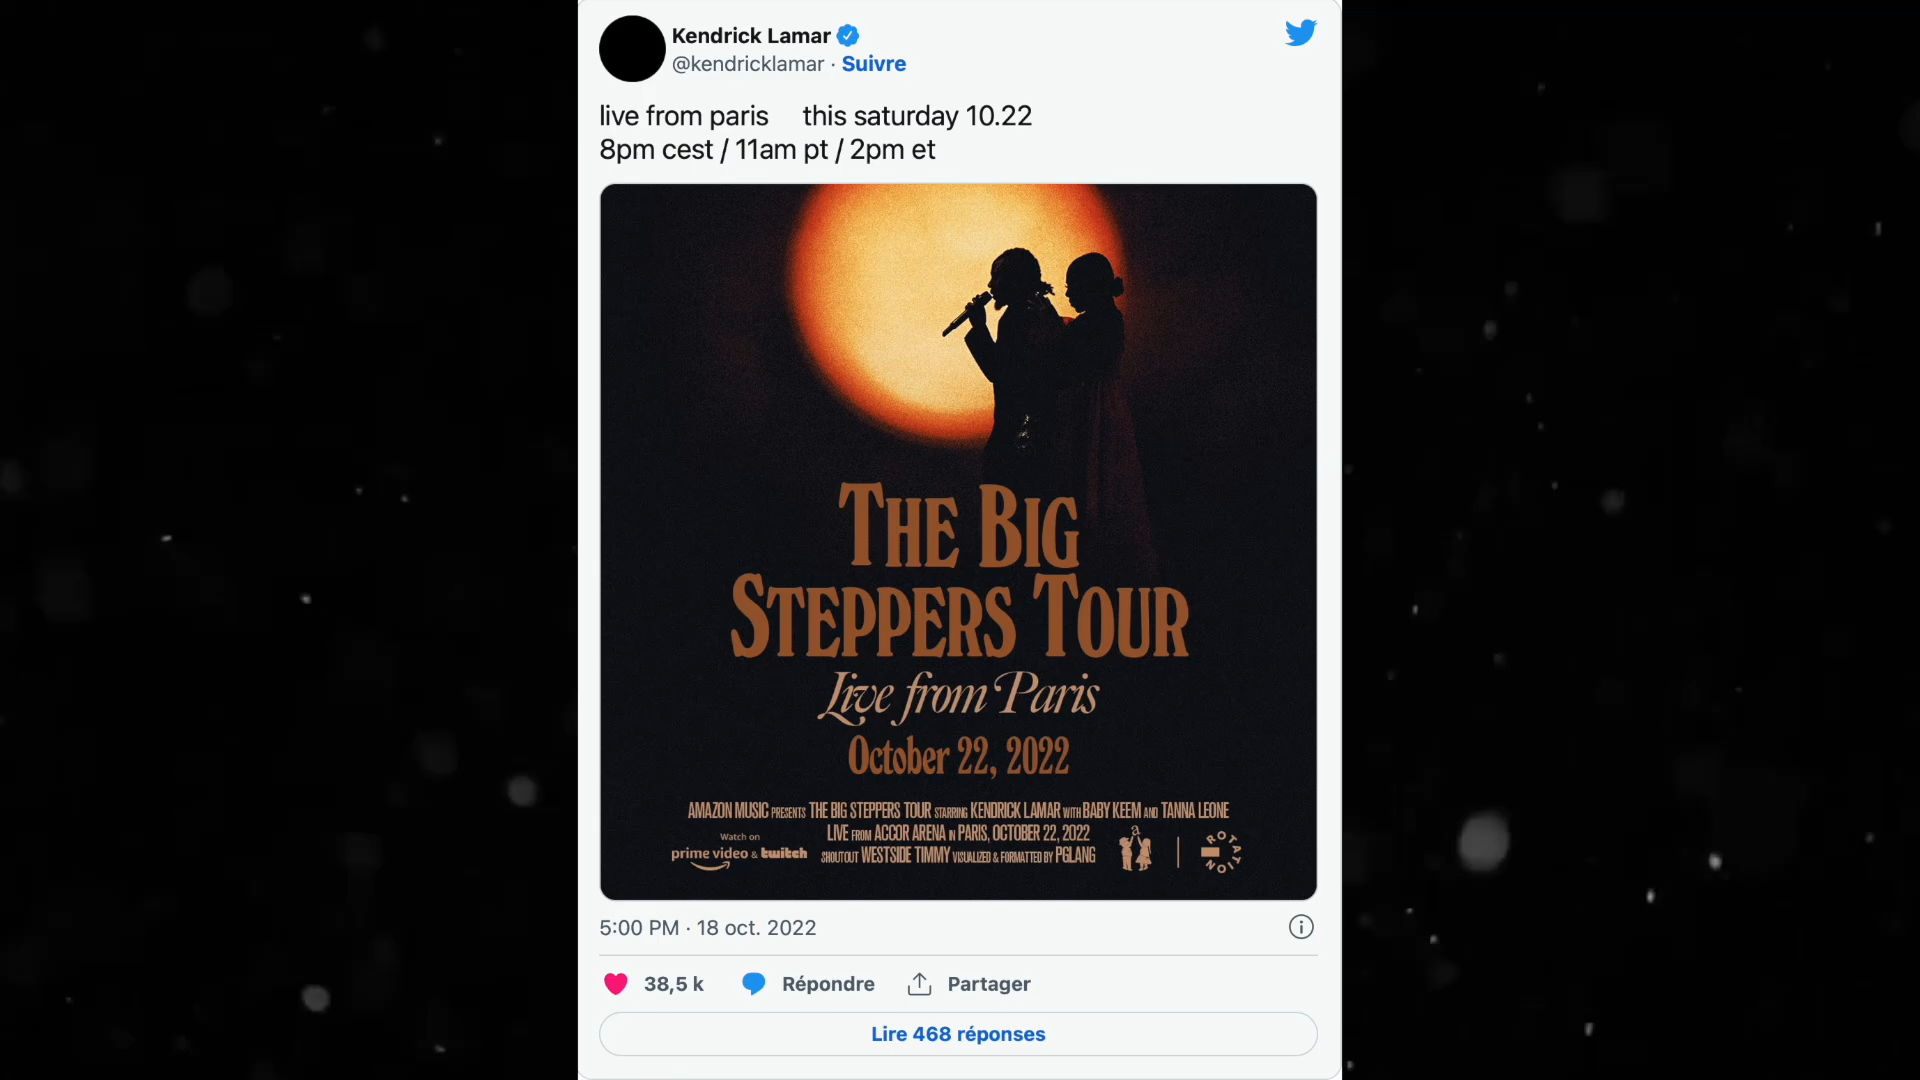 Kendrick Lamar
@kendricklamar · Suivre
live from paris this saturday 10.22
8pm cest / 11am pt / 2pm et
THE BIG
STEPPERS TOUR
Live from Paris
October 22, 2022
AMAZON MUSIC PRESENTS THE BIG STEPPERS TOUR STARRING KENDRICK LAMAR WITH BABY KEEM AND TANNA LEONE
Watch on
LIVE FROM ACCOR ARENA IN PARIS, OCTOBER 22, 2022
prime video & twitch
SHOUTOUT WESTSIDE TIMMY VISUALIZED & FORMATTED BY PGLANG
a
ROTATION
5:00 PM · 18 oct. 2022
38,5 k
Répondre
Partager
Lire 468 réponses